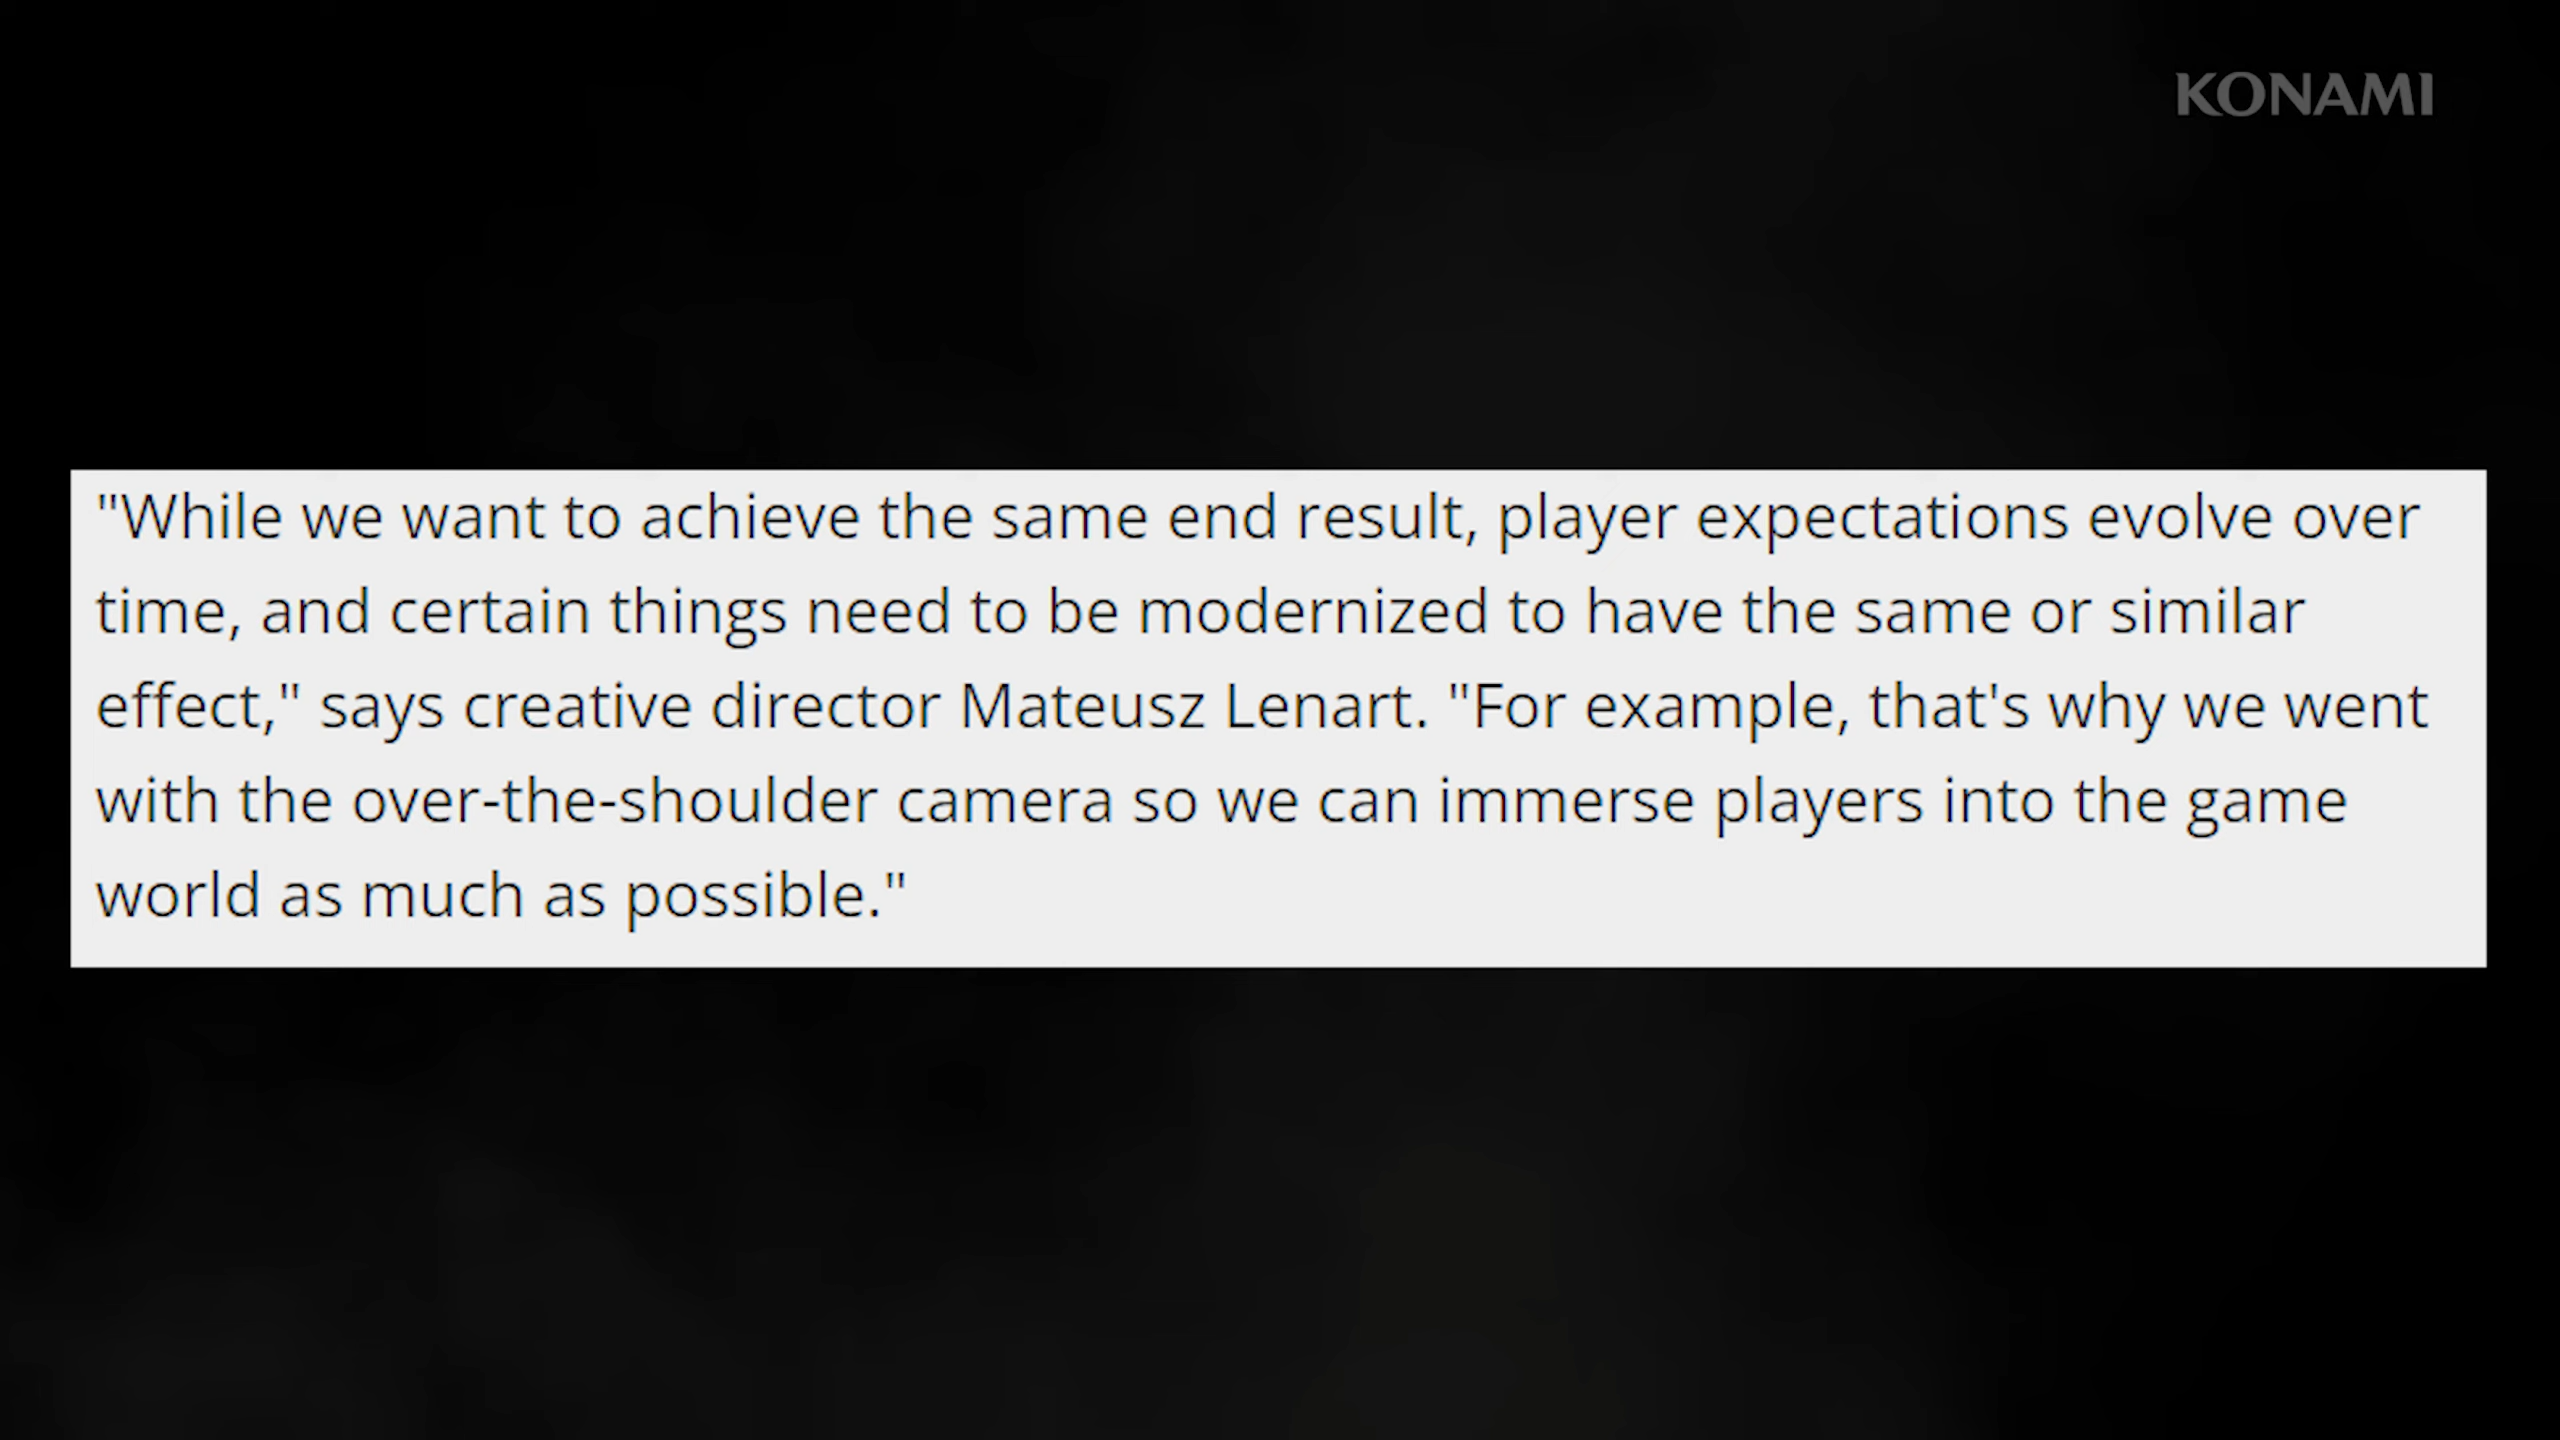 KONAMI
"While we want to achieve the same end result, player expectations evolve over
time, and certain things need to be modernized to have the same or similar
effect," says creative director Mateusz Lenart. "For example, that's why we went
with the over-the-shoulder camera so we can immerse players into the game
world as much as possible."